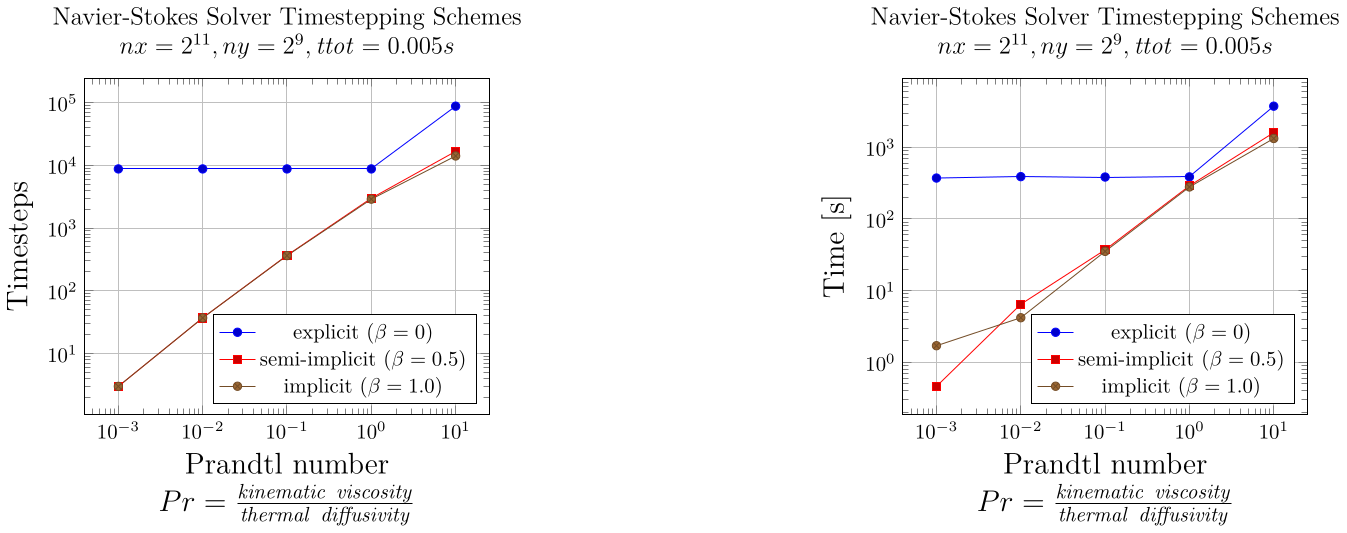 Navier-Stokes Solver Timestepping Schemes
nx = 2^11, ny = 2^9, ttot = 0.005s
Timesteps
10^5
10^4
10^3
10^2
10^1
explicit (β = 0)
semi-implicit (β = 0.5)
implicit (β = 1.0)
10^−3 10^−2 10^−1 10^0 10^1
Prandtl number
Pr = kinematic viscosity / thermal diffusivity
Navier-Stokes Solver Timestepping Schemes
nx = 2^11, ny = 2^9, ttot = 0.005s
Time [s]
10^3
10^2
10^1
10^0
explicit (β = 0)
semi-implicit (β = 0.5)
implicit (β = 1.0)
10^−3 10^−2 10^−1 10^0 10^1
Prandtl number
Pr = kinematic viscosity / thermal diffusivity